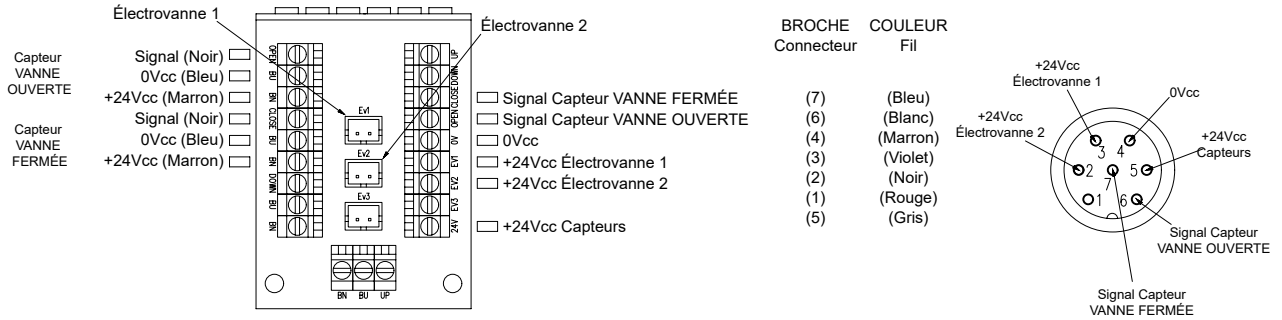 Électrovanne 1
Électrovanne 2
Capteur
VANNE
OUVERTE
Signal (Noir)
0Vcc (Bleu)
+24Vcc (Marron)
Capteur
VANNE
FERMÉE
Signal (Noir)
0Vcc (Bleu)
+24Vcc (Marron)
OPEN
BU
BN
CLOSE
BU
BN
DOWN
BU
BN
Ev1
Ev2
Ev3
BN BU UP
UP
DOWN
CLOSE
OPEN
0V
EV1
EV2
EV3
24V
Signal Capteur VANNE FERMÉE
Signal Capteur VANNE OUVERTE
0Vcc
+24Vcc Électrovanne 1
+24Vcc Électrovanne 2
+24Vcc Capteurs
BROCHE COULEUR
Connecteur Fil
(7) (Bleu)
(6) (Blanc)
(4) (Marron)
(3) (Violet)
(2) (Noir)
(1) (Rouge)
(5) (Gris)
+24Vcc
Électrovanne 1
0Vcc
+24Vcc
Électrovanne 2
+24Vcc
Capteurs
3 4
2 5
7
1 6
Signal Capteur
VANNE OUVERTE
Signal Capteur
VANNE FERMÉE